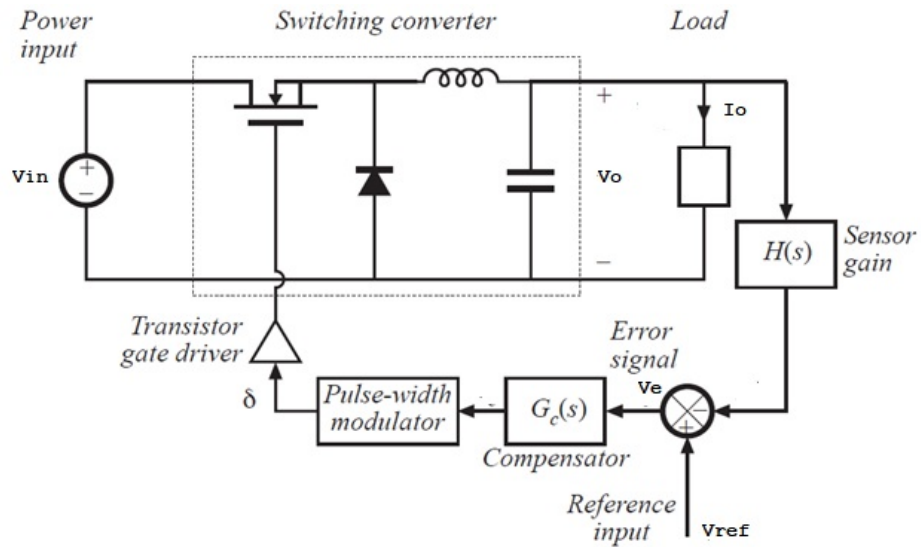 Power
input
Switching converter
Load
Vin
+
−
+
Vo
−
Io
H(s)
Sensor
gain
Transistor
gate driver
δ
Pulse-width
modulator
G_c(s)
Compensator
Error
signal
Ve
−
+
Reference
input
Vref